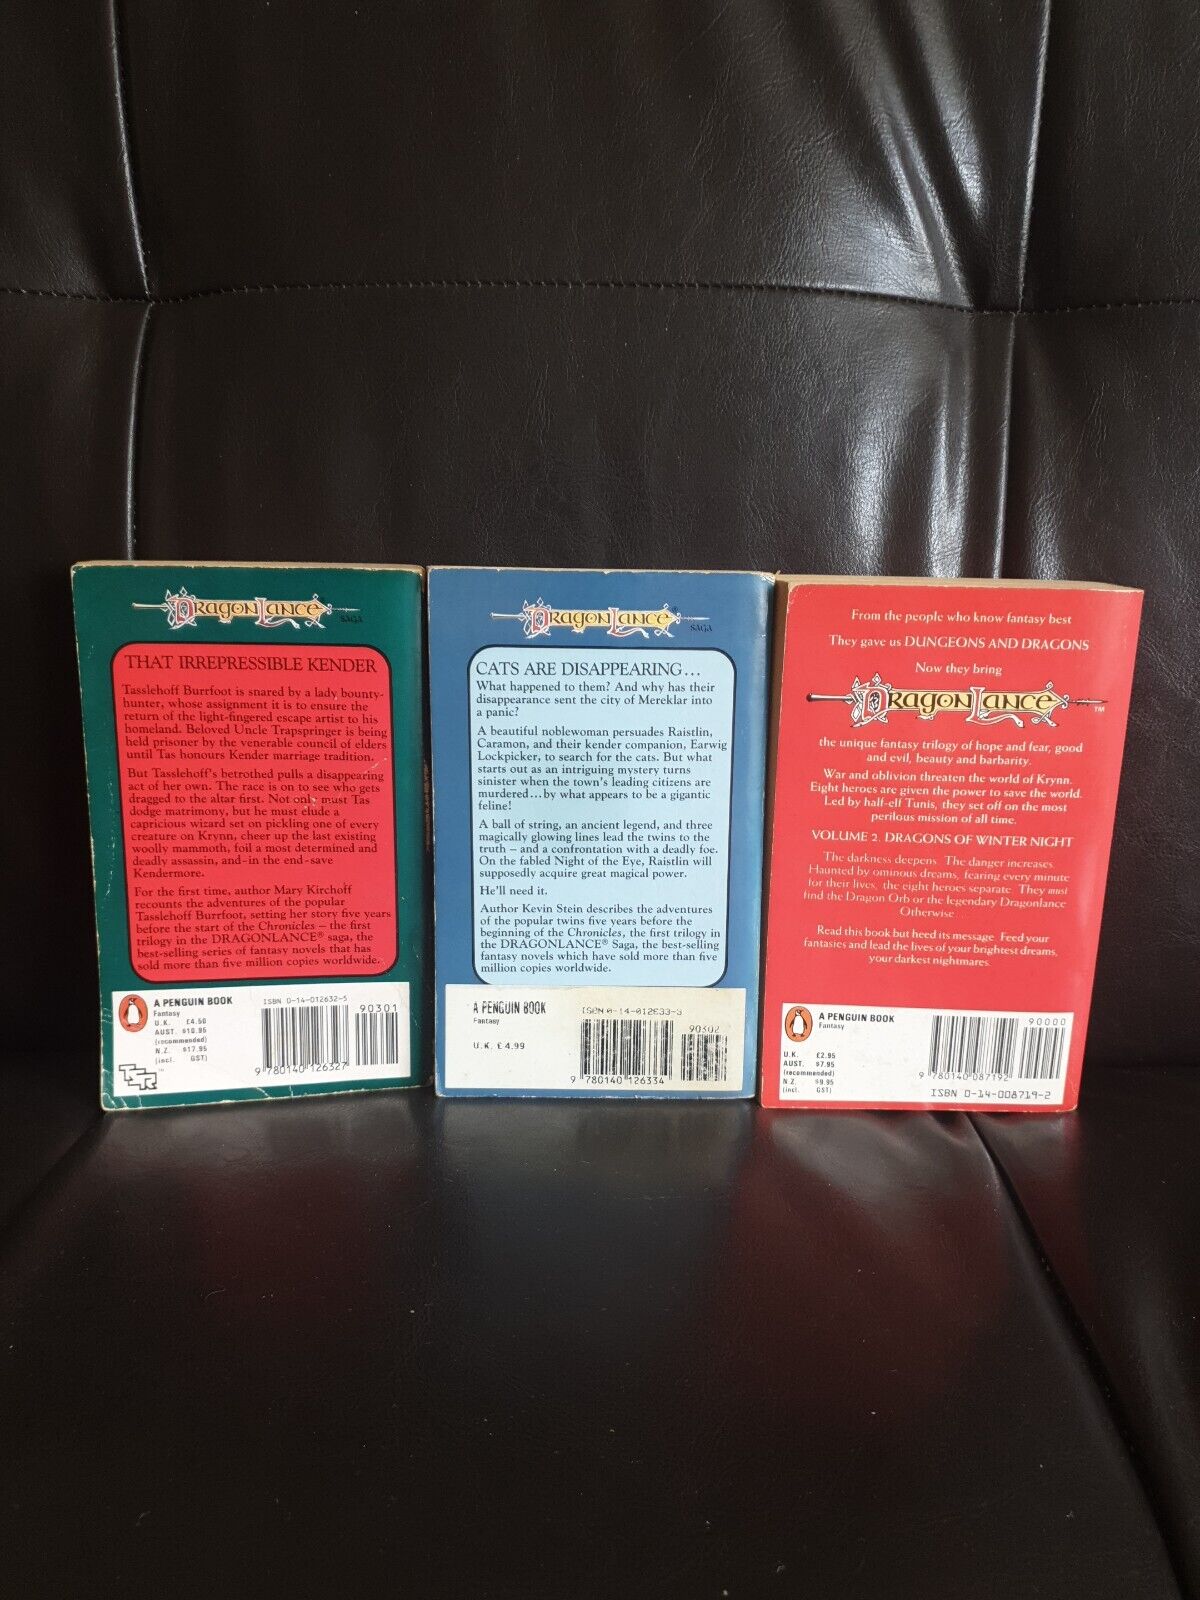 DRAGONLANCE
SAGA
THAT IRREPRESSIBLE KENDER
Tasslehoff Burrfoot is snared by a lady bounty-
hunter, whose assignment it is to ensure the
return of the light-fingered escape artist to his
homeland. Beloved Uncle Trapspringer is being
held prisoner by the venerable council of elders
until Tas honours Kender marriage tradition.
But Tasslehoff's betrothed pulls a disappearing
act of her own. The race is on to see who gets
dragged to the altar first. Not only must Tas
dodge matrimony, but he must elude a
capricious wizard set on pickling one of every
creature on Krynn, cheer up the last existing
woolly mammoth, foil a most determined and
deadly assassin, and-in the end-save
Kendermore.
For the first time, author Mary Kirchoff
recounts the adventures of the popular
Tasslehoff Burrfoot, setting her story five years
before the start of the Chronicles – the first
trilogy in the DRAGONLANCE® saga, the
best-selling series of fantasy novels that has
sold more than five million copies worldwide.
A PENGUIN BOOK
Fantasy
U.K. £4.50
AUST. $10.95
(recommended)
N.Z. $17.95
(incl. GST)
TSR™
ISBN 0-14-012632-5
90301
9 780140 126327
DRAGONLANCE®
SAGA
CATS ARE DISAPPEARING...
What happened to them? And why has their
disappearance sent the city of Mereklar into
a panic?
A beautiful noblewoman persuades Raistlin,
Caramon, and their kender companion, Earwig
Lockpicker, to search for the cats. But what
starts out as an intriguing mystery turns
sinister when the town's leading citizens are
murdered...by what appears to be a gigantic
feline!
A ball of string, an ancient legend, and three
magically glowing lines lead the twins to the
truth – and a confrontation with a deadly foe.
On the fabled Night of the Eye, Raistlin will
supposedly acquire great magical power.
He'll need it.
Author Kevin Stein describes the adventures
of the popular twins five years before the
beginning of the Chronicles, the first trilogy in
the DRAGONLANCE® Saga, the best-selling
fantasy novels which have sold more than five
million copies worldwide.
A PENGUIN BOOK
Fantasy
U.K. £4.99
ISBN 0-14-012633-3
90302
9 780140 126334
From the people who know fantasy best
They gave us DUNGEONS AND DRAGONS
Now they bring
DRAGONLANCE™
the unique fantasy trilogy of hope and fear, good
and evil, beauty and barbarity.
War and oblivion threaten the world of Krynn.
Eight heroes are given the power to save the world.
Led by half-elf Tunis, they set off on the most
perilous mission of all time.
VOLUME 2. DRAGONS OF WINTER NIGHT
The darkness deepens. The danger increases.
Haunted by ominous dreams, fearing every minute
for their lives, the eight heroes separate. They must
find the Dragon Orb or the legendary Dragonlance
Otherwise...
Read this book but heed its message. Feed your
fantasies and lead the lives of your brightest dreams,
your darkest nightmares.
A PENGUIN BOOK
Fantasy
U.K. £2.95
AUST. $7.95
(recommended)
N.Z. $9.95
(incl. GST)
90000
9 780140 087192
ISBN 0-14-008719-2